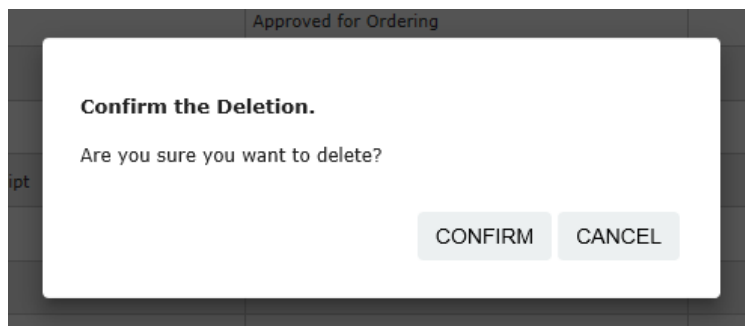 Approved for Ordering
Confirm the Deletion.
Are you sure you want to delete?
ipt
CONFIRM CANCEL